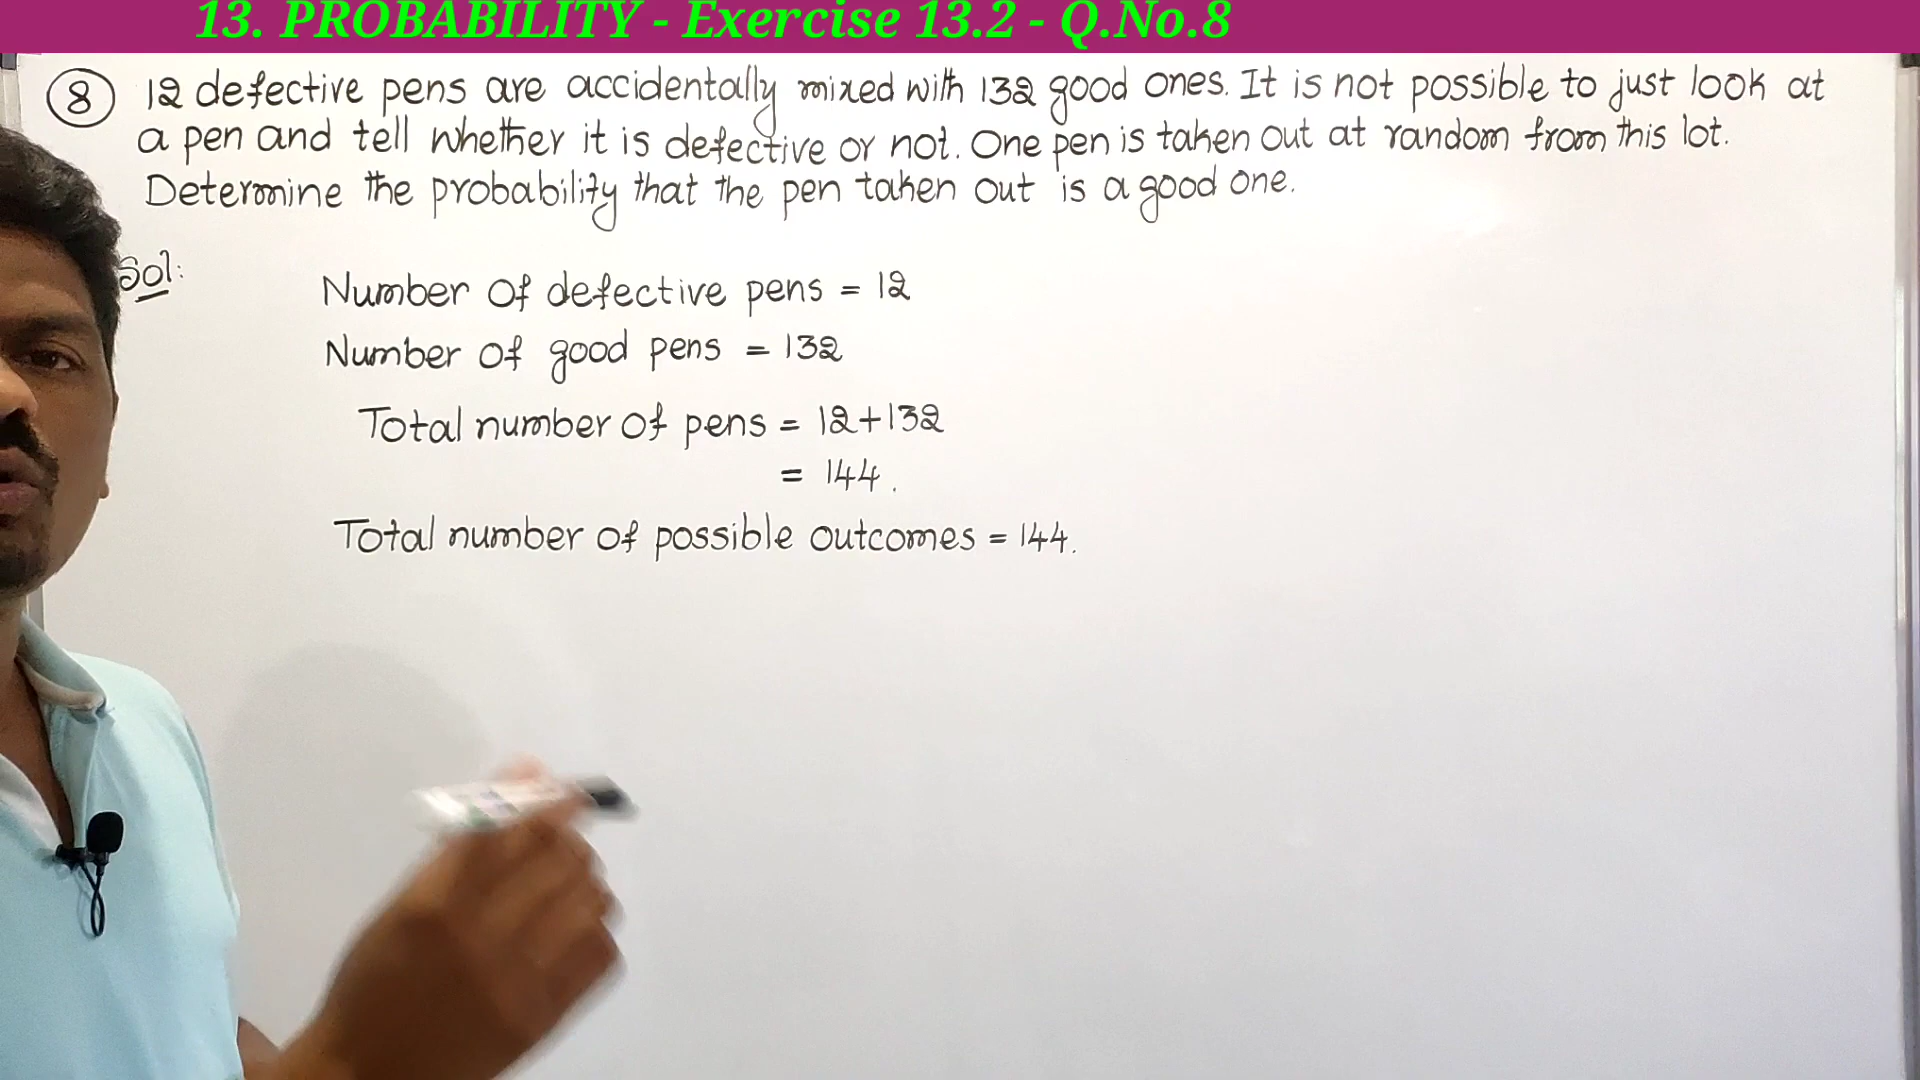 13. PROBABILITY - Exercise 13.2 - Q.No.8
8 12 defective pens are accidentally mixed with 132 good ones. It is not possible to just look at
a pen and tell whether it is defective or not. One pen is taken out at random from this lot.
Determine the probability that the pen taken out is a good one.
Sol:
Number of defective pens = 12
Number of good pens = 132
Total number of pens = 12+132
= 144.
Total number of possible outcomes = 144.